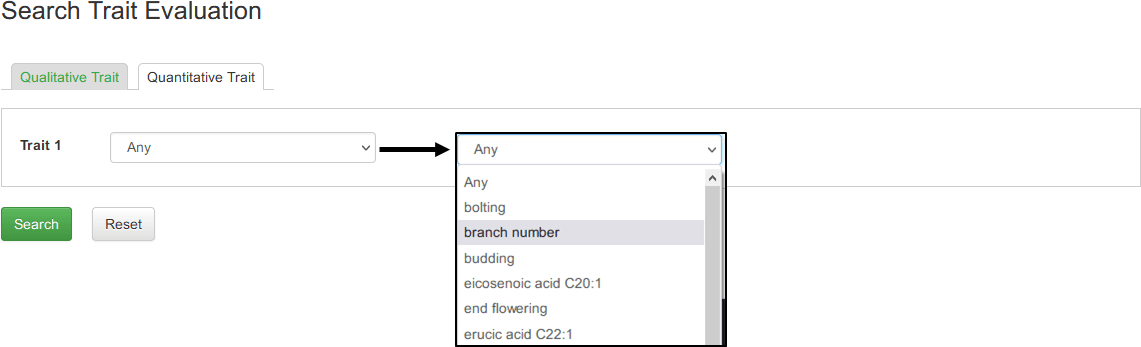 Search Trait Evaluation
Qualitative Trait Quantitative Trait
Trait 1 Any Any
Any
bolting
branch number
budding
eicosenoic acid C20:1
end flowering
erucic acid C22:1
Search Reset